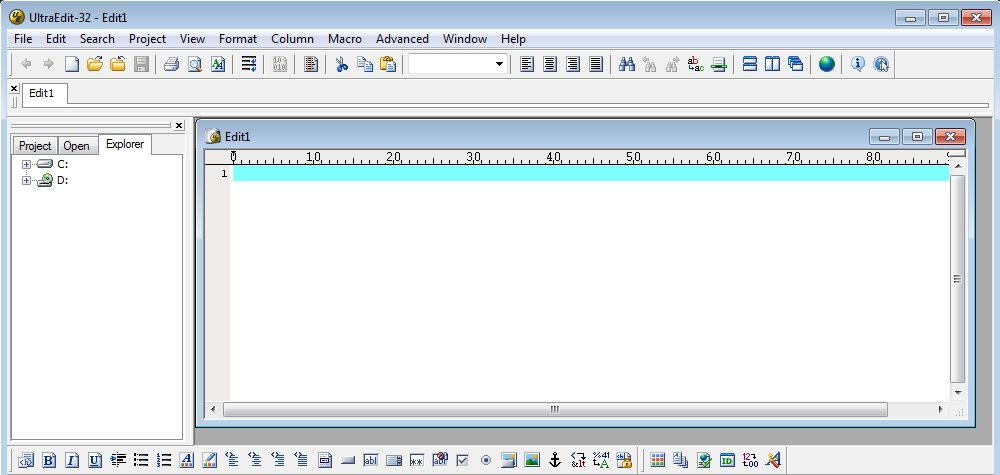 UltraEdit-32 - Edit1
File Edit Search Project View Format Column Macro Advanced Window Help
Edit1
Project Open Explorer
C:
D:
Edit1
0 10 20 30 40 50 60 70 80
1